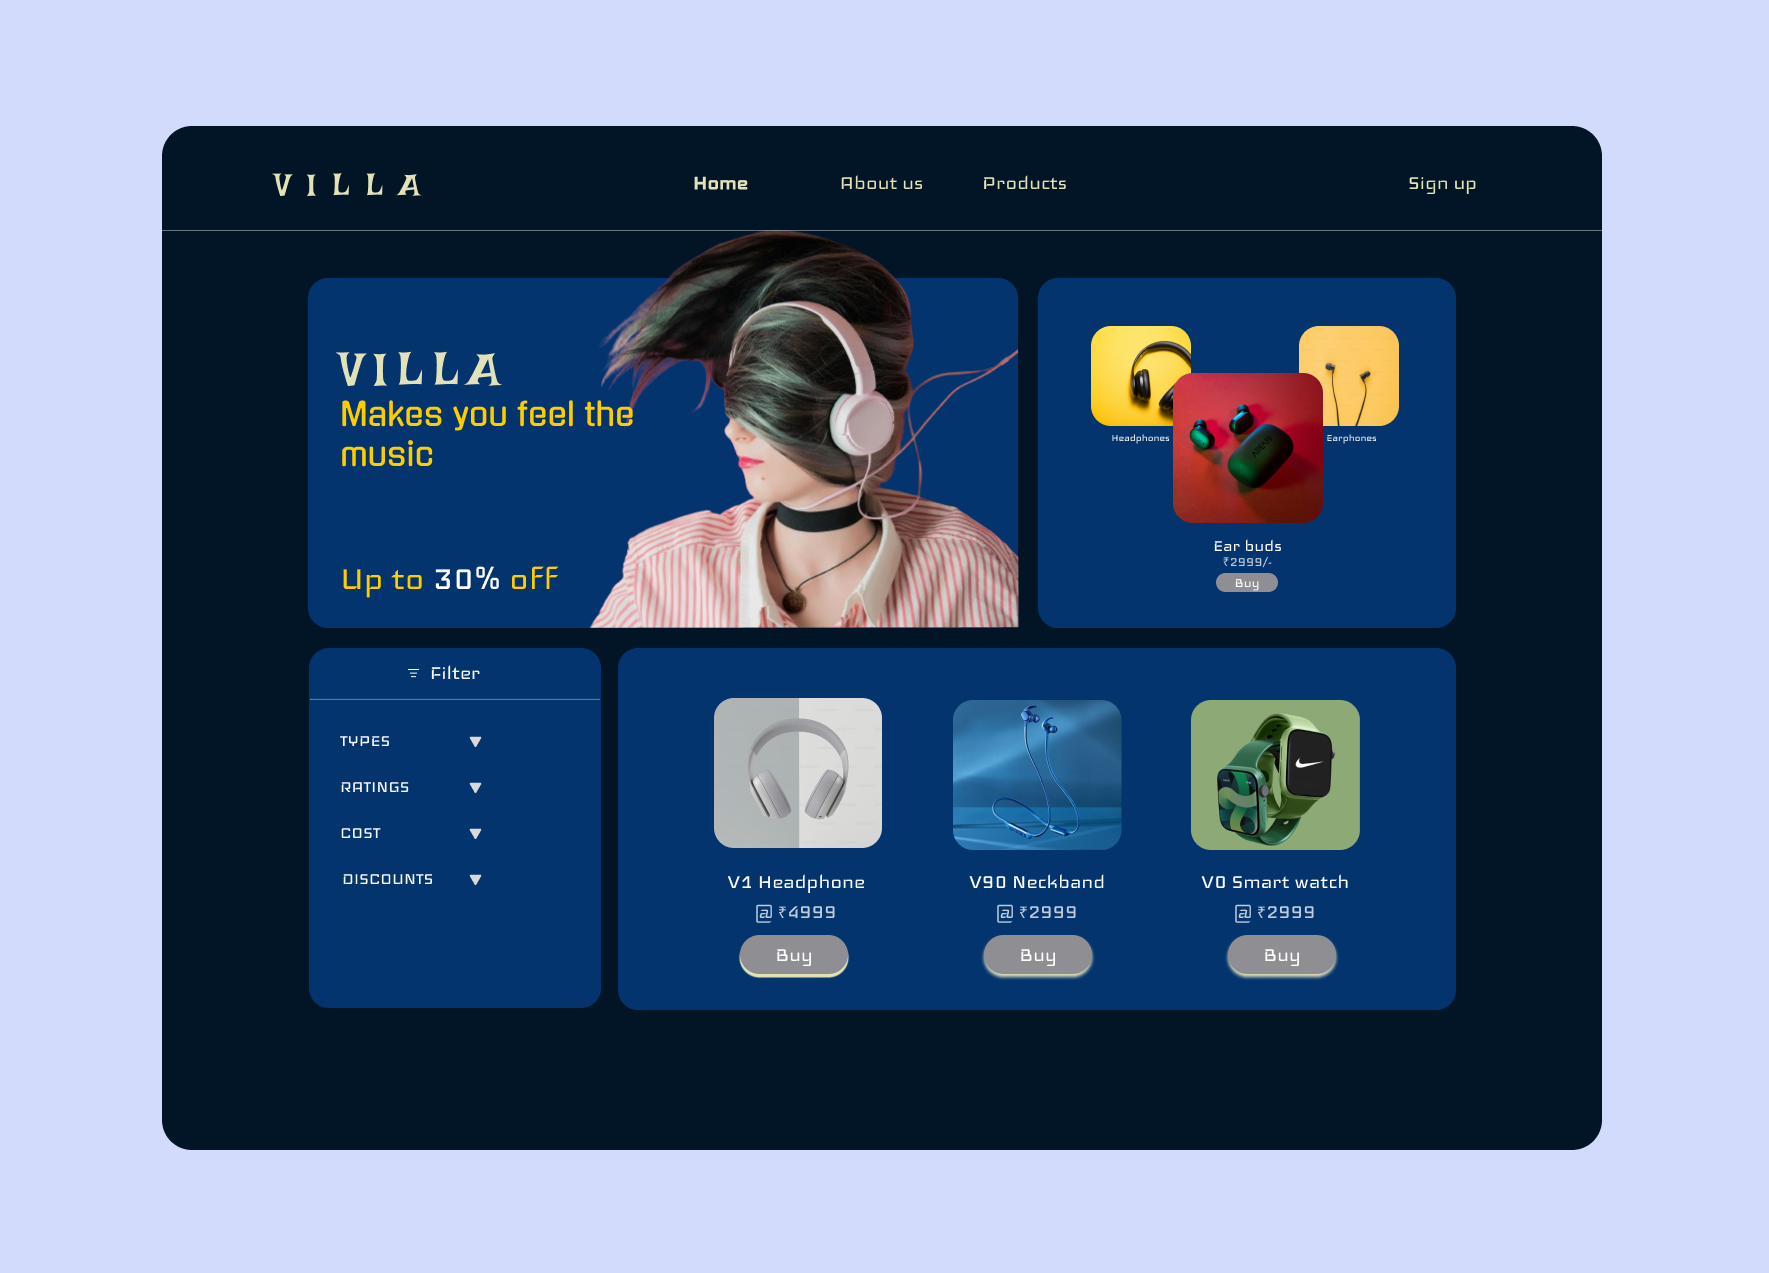 VILLA
Home
About us
Products
Sign up
VILLA
Makes you feel the
music
Up to 30% off
Headphones
Earphones
Ear buds
₹2999/-
Buy
Filter
TYPES
RATINGS
COST
DISCOUNTS
V1 Headphone
@ ₹4999
Buy
V90 Neckband
@ ₹2999
Buy
V0 Smart watch
@ ₹2999
Buy